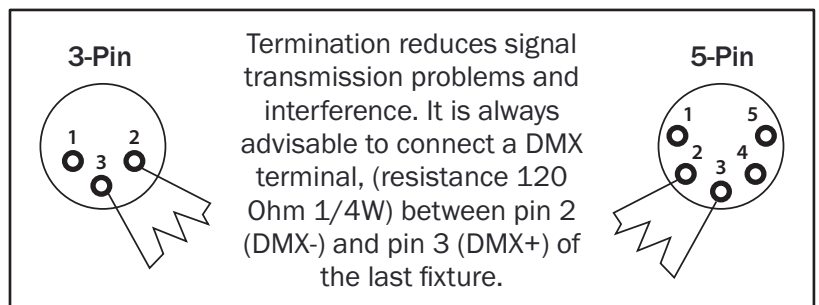 3-Pin
1 2
3
Termination reduces signal
transmission problems and
interference. It is always
advisable to connect a DMX
terminal, (resistance 120
Ohm 1/4W) between pin 2
(DMX-) and pin 3 (DMX+) of
the last fixture.
5-Pin
1 5
2 4
3